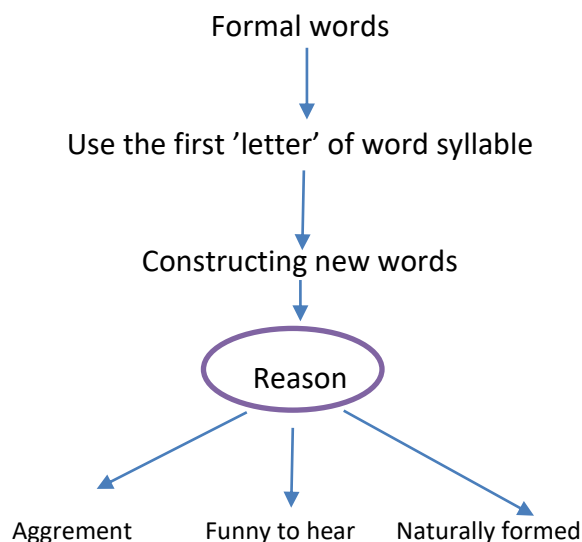 Formal words
Use the first ’letter’ of word syllable
Constructing new words
Reason
Aggrement
Funny to hear
Naturally formed